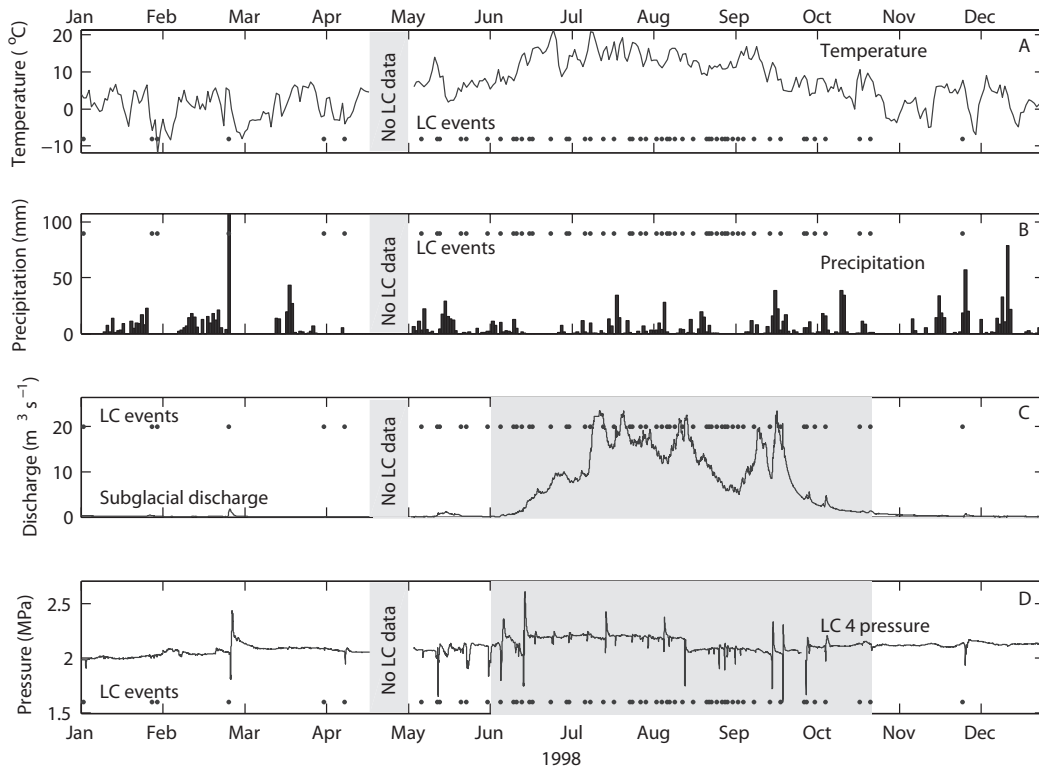 Jan Feb Mar Apr May Jun Jul Aug Sep Oct Nov Dec
Temperature ( °C)
20
10
0
−10
No LC data
Temperature
A
LC events
Precipitation (mm)
100
50
0
No LC data
LC events
Precipitation
B
Discharge (m 3 s −1)
20
10
0
LC events
Subglacial discharge
No LC data
C
Pressure (MPa)
2.5
2
1.5
LC events
No LC data
LC 4 pressure
D
Jan Feb Mar Apr May Jun Jul Aug Sep Oct Nov Dec
1998